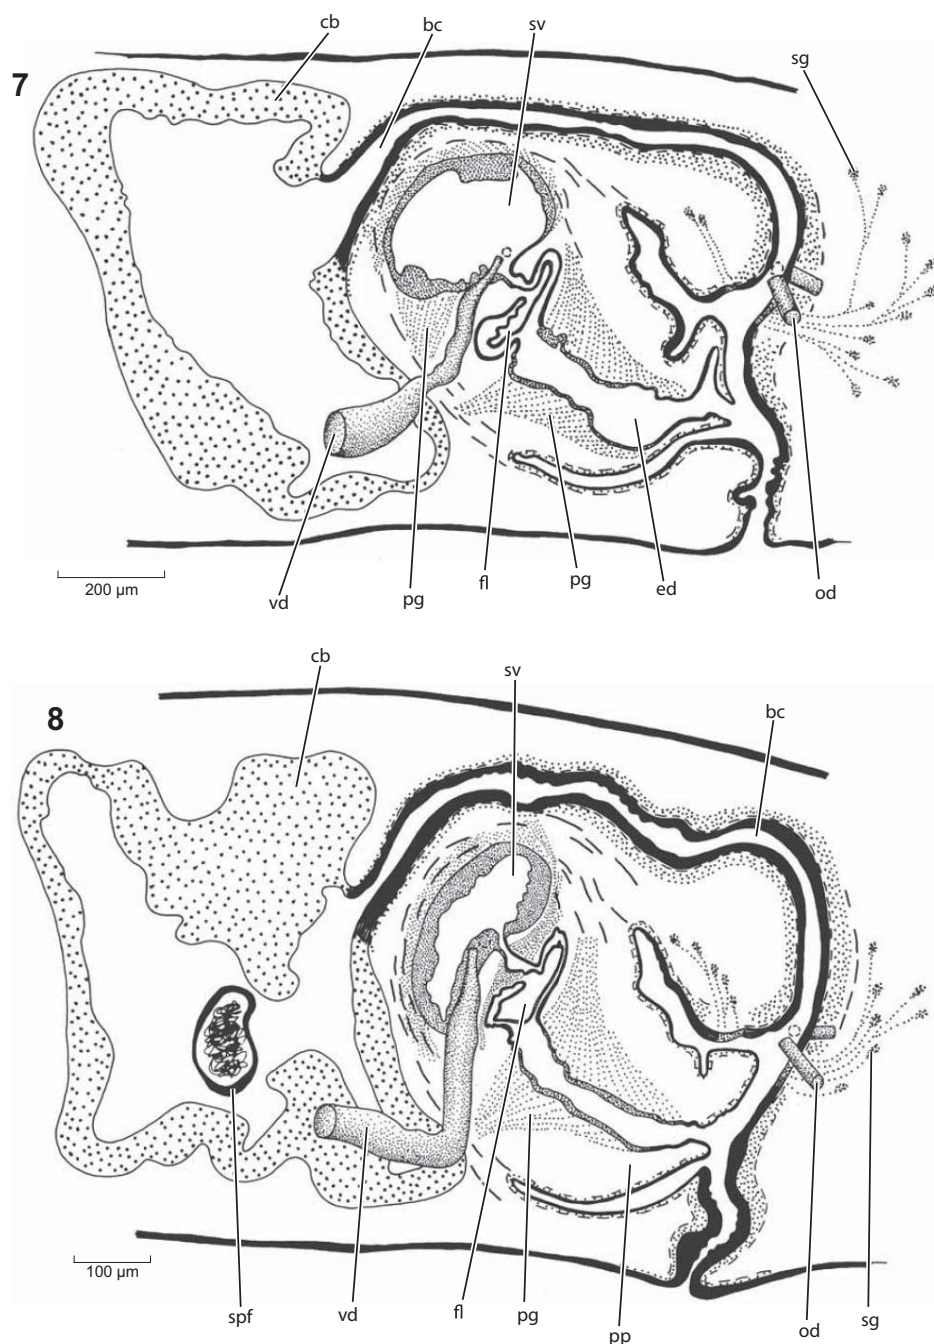 cb bc sv
7 sg
200 µm
vd pg fl pg ed od
cb sv
8 bc
100 µm
spf vd fl pg pp od sg